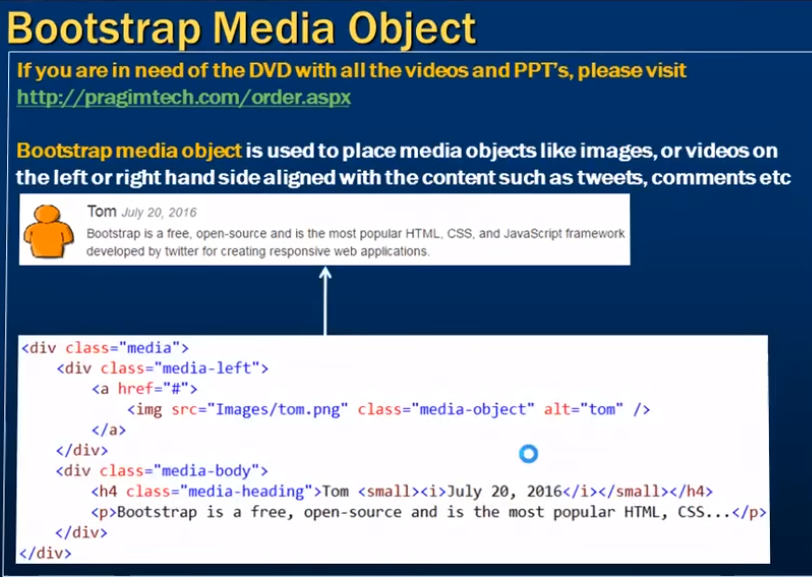 Bootstrap Media Object
If you are in need of the DVD with all the videos and PPT's, please visit
http://pragimtech.com/order.aspx
Bootstrap media object is used to place media objects like images, or videos on
the left or right hand side aligned with the content such as tweets, comments etc
Tom July 20, 2016
Bootstrap is a free, open-source and is the most popular HTML, CSS, and JavaScript framework
developed by twitter for creating responsive web applications.
<div class="media">
<div class="media-left">
<a href="#">
<img src="Images/tom.png" class="media-object" alt="tom" />
</a>
</div>
<div class="media-body">
<h4 class="media-heading">Tom <small><i>July 20, 2016</i></small></h4>
<p>Bootstrap is a free, open-source and is the most popular HTML, CSS...</p>
</div>
</div>